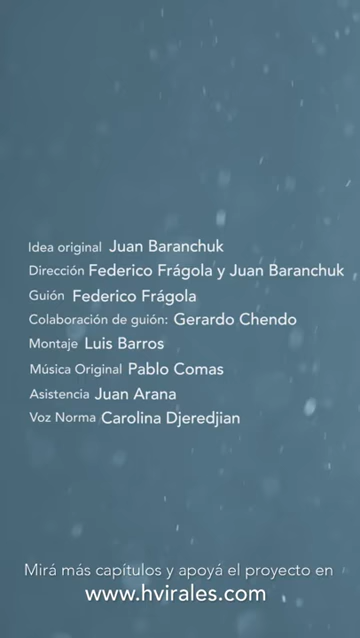 Idea original Juan Baranchuk
Dirección Federico Frágola y Juan Baranchuk
Guión Federico Frágola
Colaboración de guión: Gerardo Chendo
Montaje Luis Barros
Música Original Pablo Comas
Asistencia Juan Arana
Voz Norma Carolina Djeredjian
Mirá más capítulos y apoyá el proyecto en
www.hvirales.com